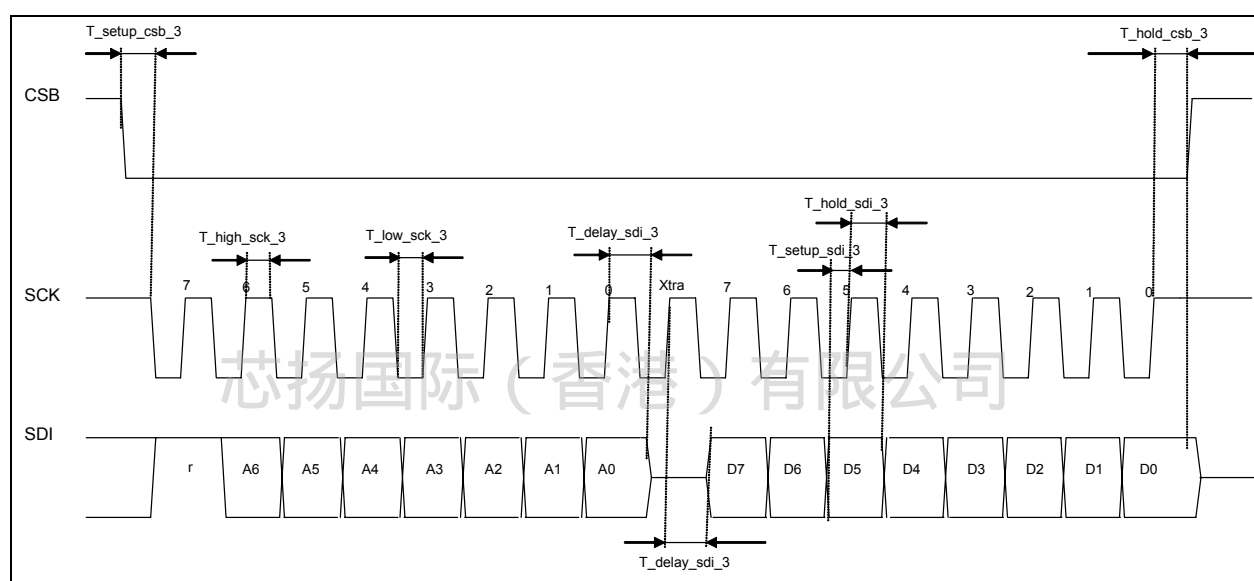 T_setup_csb_3
T_hold_csb_3
CSB
T_hold_sdi_3
T_high_sck_3
T_low_sck_3
T_delay_sdi_3
T_setup_sdi_3
SCK
7 6 5 4 3 2 1 0 Xtra 7 6 5 4 3 2 1 0
芯扬国际（香港）有限公司
SDI
r A6 A5 A4 A3 A2 A1 A0 D7 D6 D5 D4 D3 D2 D1 D0
T_delay_sdi_3